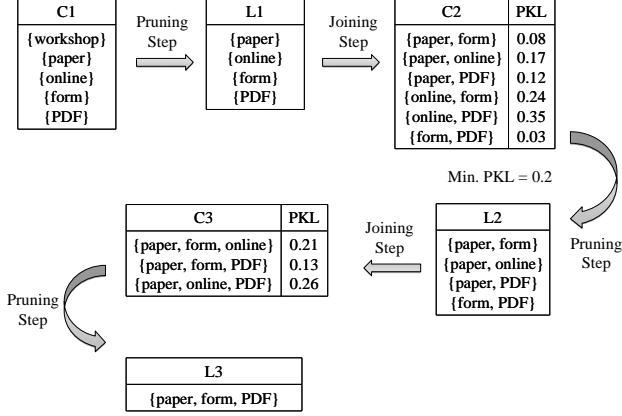 C1
{workshop}
{paper}
{online}
{form}
{PDF}
Pruning
Step
L1
{paper}
{online}
{form}
{PDF}
Joining
Step
C2 PKL
{paper, form} 0.08
{paper, online} 0.17
{paper, PDF} 0.12
{online, form} 0.24
{online, PDF} 0.35
{form, PDF} 0.03
Min. PKL = 0.2
Pruning
Step
L2
{paper, form}
{paper, online}
{paper, PDF}
{form, PDF}
Joining
Step
C3 PKL
{paper, form, online} 0.21
{paper, form, PDF} 0.13
{paper, online, PDF} 0.26
Pruning
Step
L3
{paper, form, PDF}